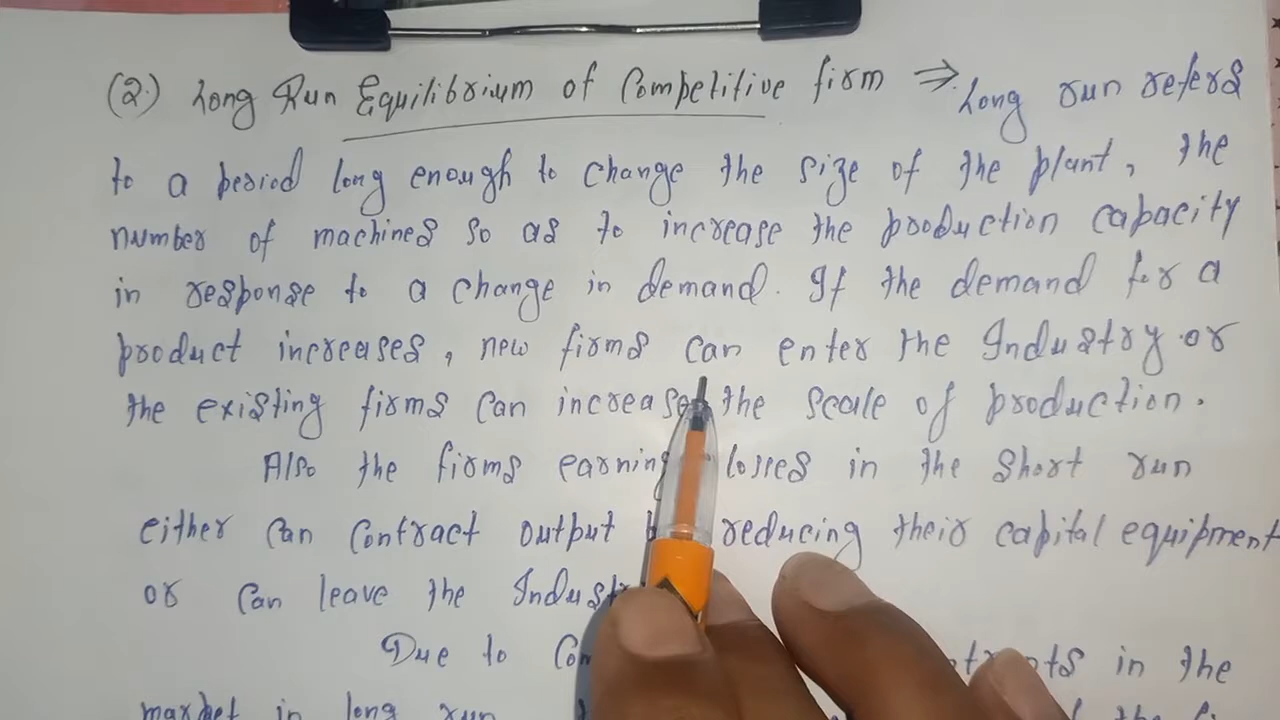 (2.) Long Run Equilibrium of Competitive firm ⇒ Long run refers
to a period long enough to change the size of the plant, the
number of machines so as to increase the production capacity
in response to a change in demand. If the demand for a
product increases, new firms can enter the Industry or
the existing firms can increase the scale of production.
Also the firms earning losses in the short run
either can contract output reducing their capital equipment
or can leave the
Due to in the
market in long run the